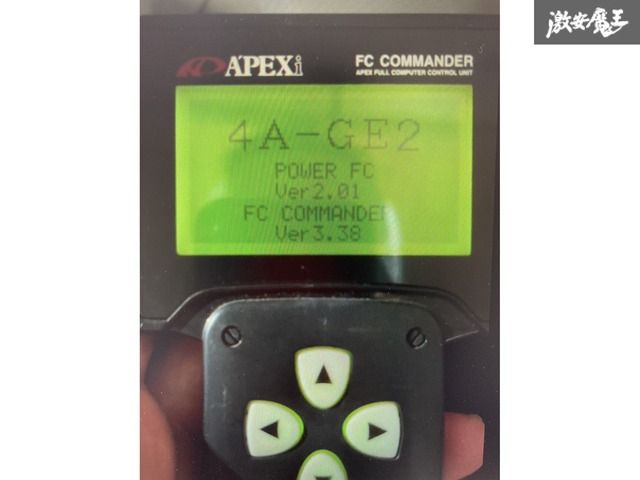 激安魔王
APEXi
FC COMMANDER
APEX FULL COMPUTER CONTROL UNIT
4A-GE2
POWER FC
Ver2.01
FC COMMANDER
Ver3.38